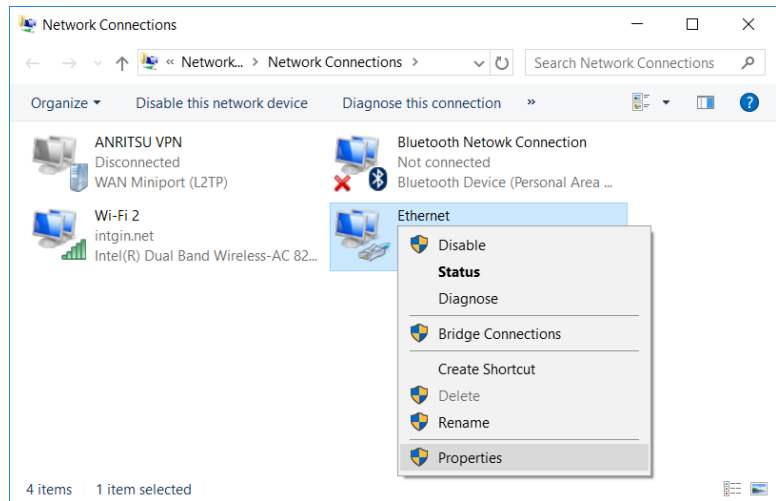 Network Connections
« Network... > Network Connections >
Search Network Connections
Organize
Disable this network device
Diagnose this connection
»
ANRITSU VPN
Disconnected
WAN Miniport (L2TP)
Bluetooth Netowk Connection
Not connected
Bluetooth Device (Personal Area ...
Wi-Fi 2
intgin.net
Intel(R) Dual Band Wireless-AC 82...
Ethernet
Disable
Status
Diagnose
Bridge Connections
Create Shortcut
Delete
Rename
Properties
4 items
1 item selected